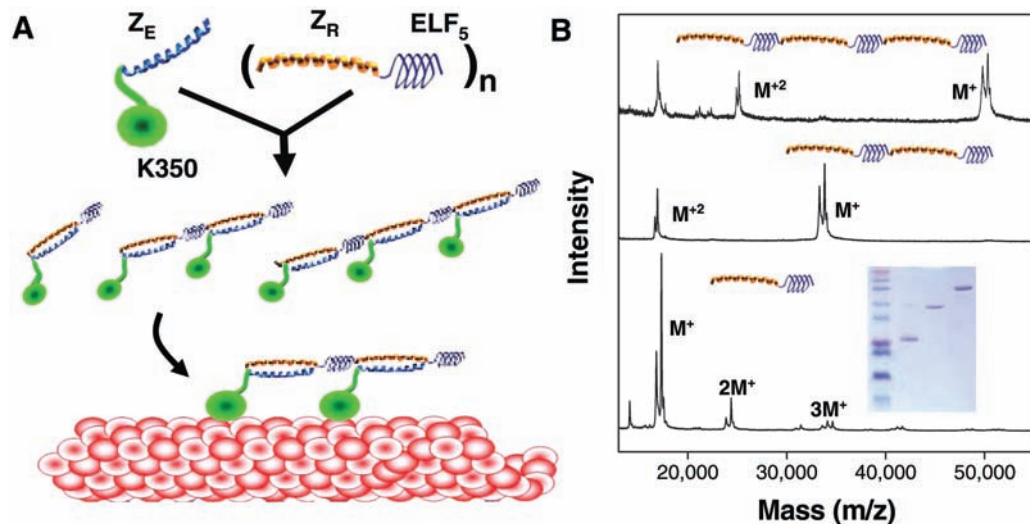 A
Z_E
Z_R
ELF_5
( )_n
K350
B
M^{+2}
M^+
M^{+2}
M^+
M^+
2M^+
3M^+
Intensity
20,000 30,000 40,000 50,000
Mass (m/z)